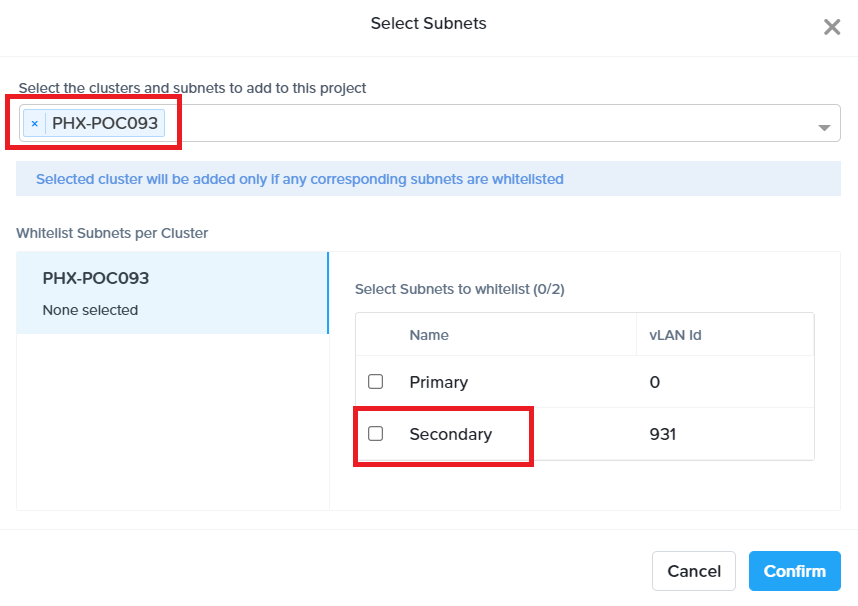 Select Subnets
Select the clusters and subnets to add to this project
× PHX-POC093
Selected cluster will be added only if any corresponding subnets are whitelisted
Whitelist Subnets per Cluster
PHX-POC093
None selected
Select Subnets to whitelist (0/2)
Name vLAN Id
Primary 0
Secondary 931
Cancel Confirm